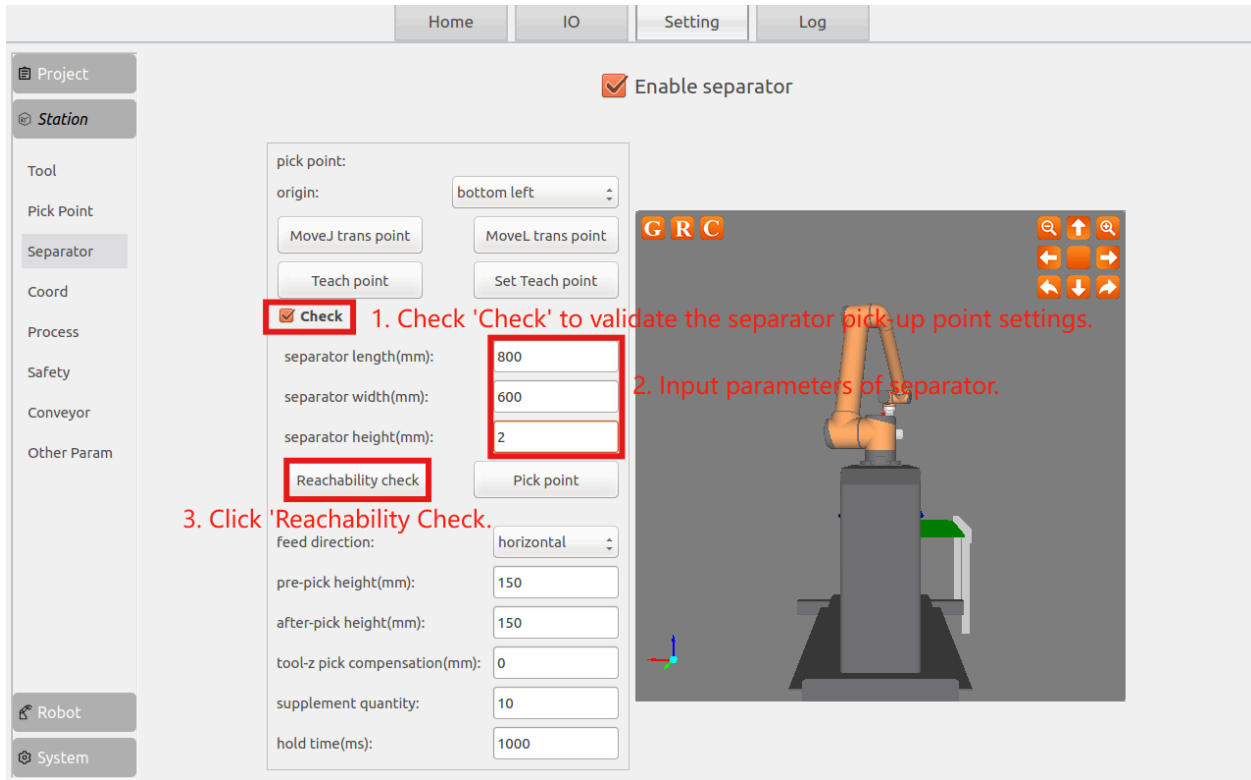 Home IO Setting Log
Project
Enable separator
Station
pick point:
Tool
origin: bottom left
Pick Point
MoveJ trans point MoveL trans point
G R C
Separator
Teach point Set Teach point
Coord
Check 1. Check 'Check' to validate the separator pick-up point settings.
Process
separator length(mm): 800
Safety
separator width(mm): 600 2. Input parameters of separator.
Conveyor
separator height(mm): 2
Other Param
Reachability check Pick point
3. Click 'Reachability Check.
feed direction: horizontal
pre-pick height(mm): 150
after-pick height(mm): 150
tool-z pick compensation(mm): 0
supplement quantity: 10
Robot
hold time(ms): 1000
System